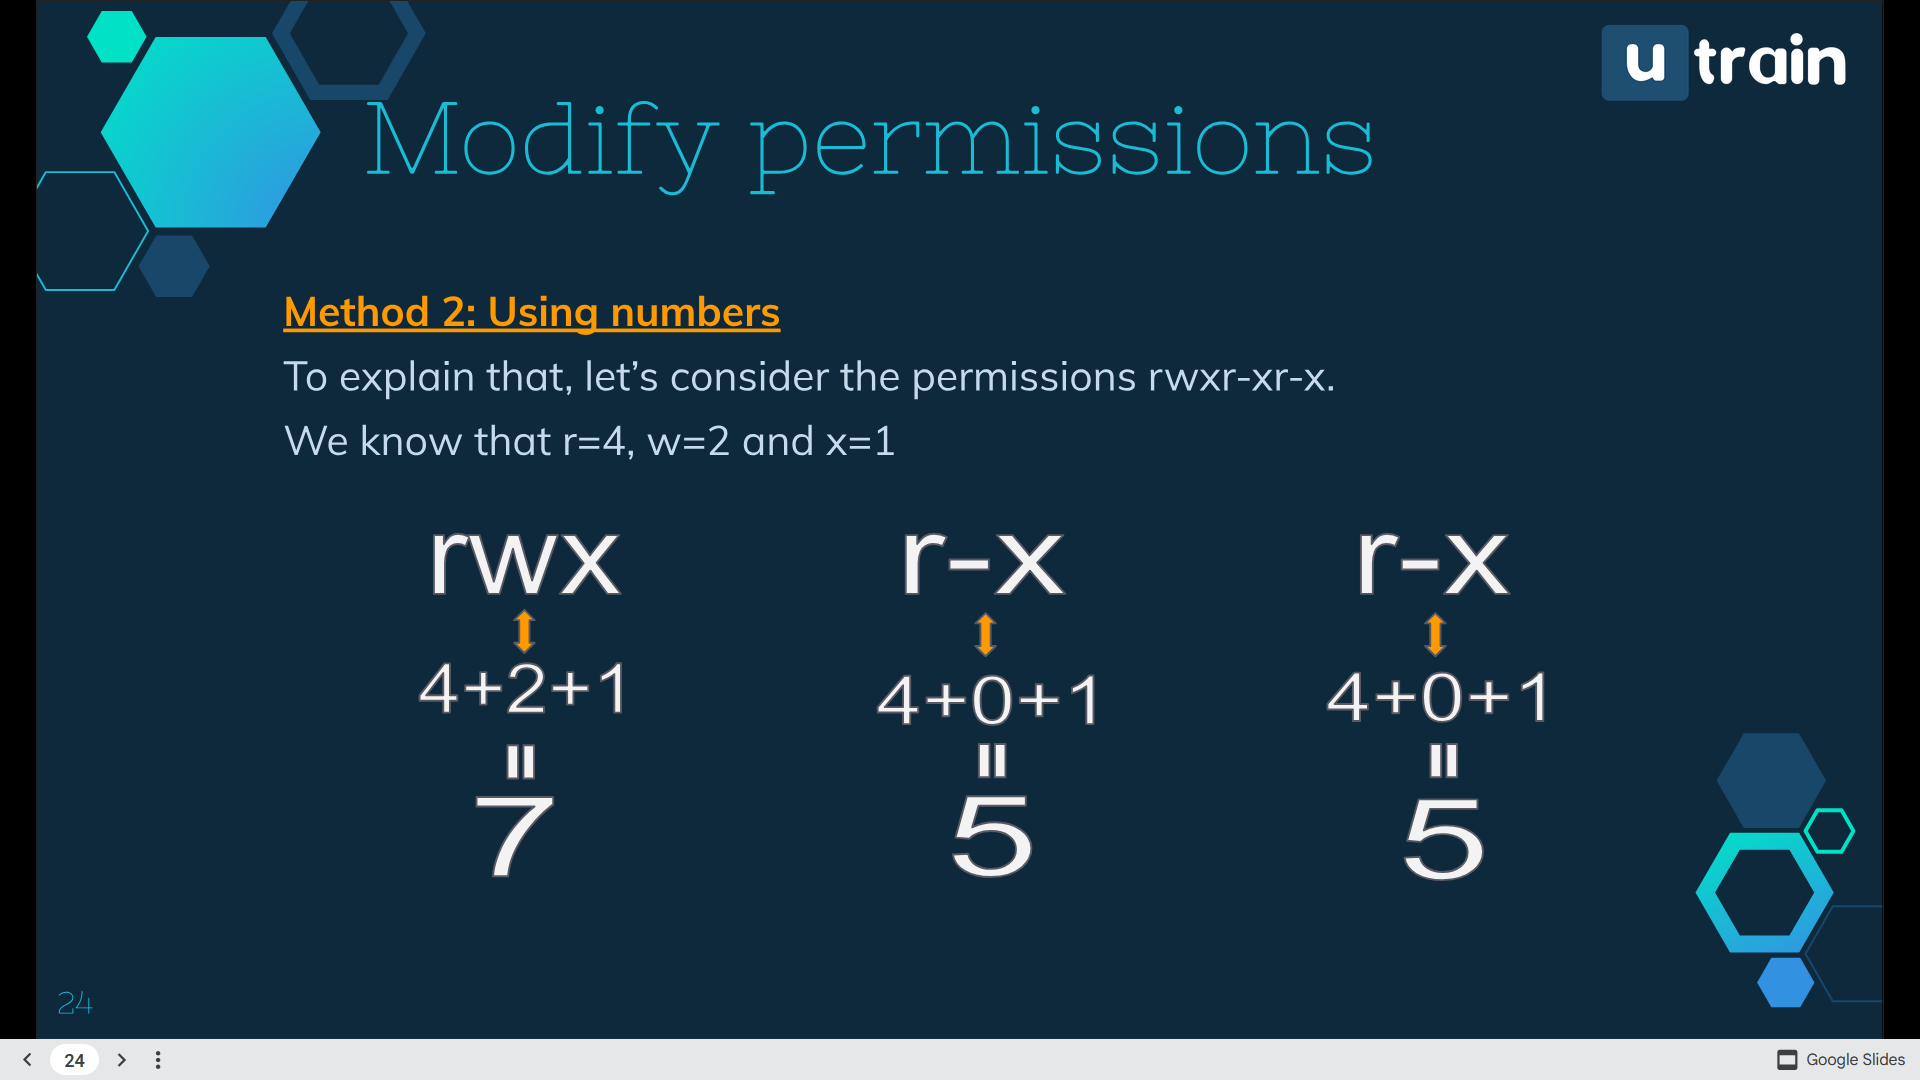 u train
Modify permissions
Method 2: Using numbers
To explain that, let’s consider the permissions rwxr-xr-x.
We know that r=4, w=2 and x=1
rwx r-x r-x
4+2+1 4+0+1 4+0+1
= = =
7 5 5
24
24 Google Slides